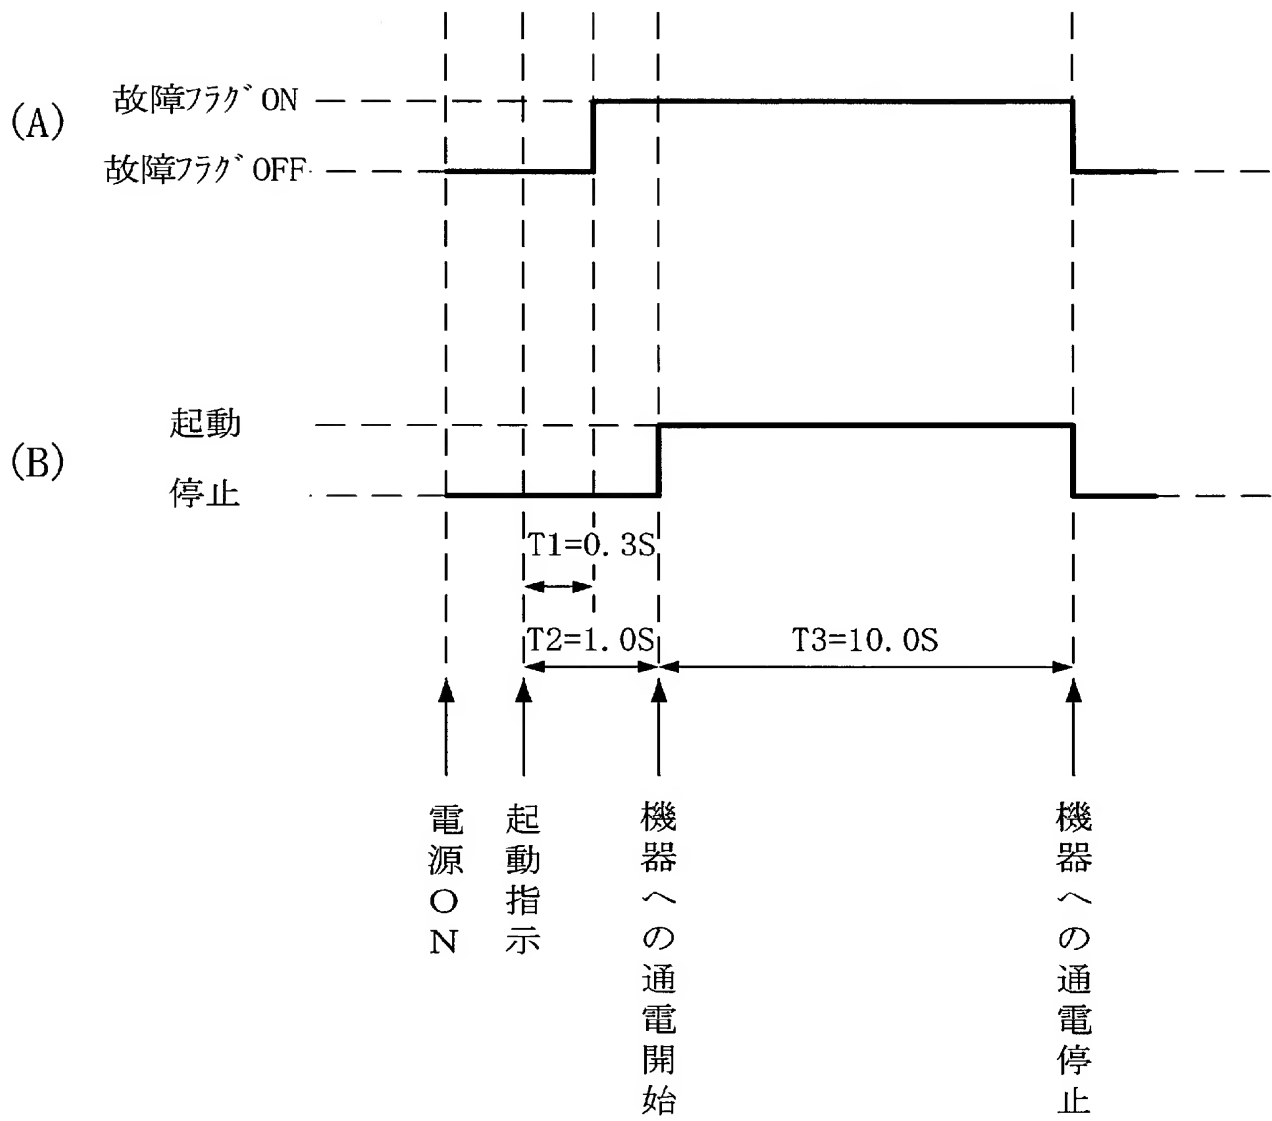 (A)
故障ﾌﾗｸﾞON
故障ﾌﾗｸﾞOFF
(B)
起動
停止
T1=0.3S
T2=1.0S
T3=10.0S
電源ON
起動指示
機器への通電開始
機器への通電停止